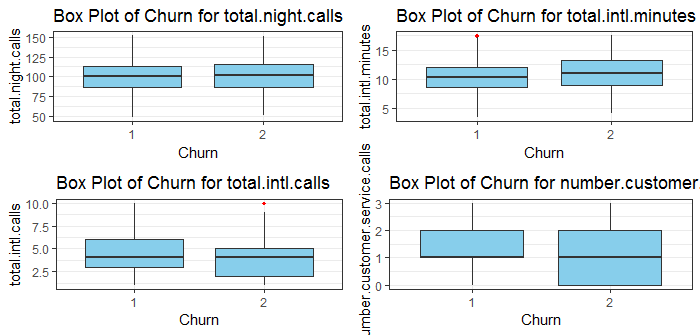 Box Plot of Churn for total.night.calls
total.night.calls
150
125
100
75
50
1
2
Churn
Box Plot of Churn for total.intl.minutes
total.intl.minutes
15
10
5
1
2
Churn
Box Plot of Churn for total.intl.calls
total.intl.calls
10.0
7.5
5.0
2.5
1
2
Churn
Box Plot of Churn for number.customer.
umber.customer.service.calls
3
2
1
0
1
2
Churn